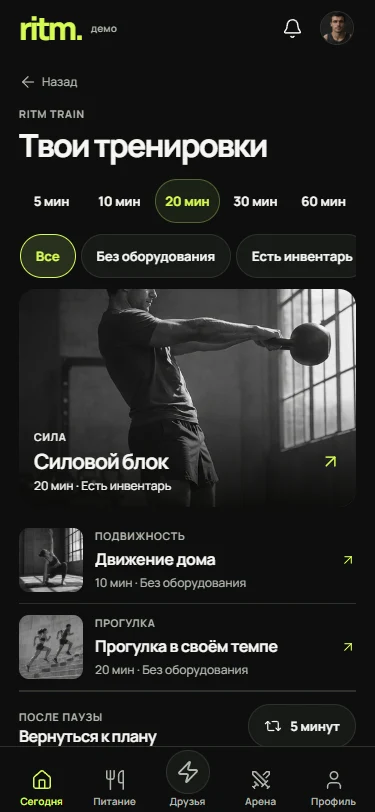 ritm. демо
Назад
RITM TRAIN
Твои тренировки
5 мин 10 мин 20 мин 30 мин 60 мин
Все Без оборудования Есть инвентарь
СИЛА
Силовой блок
20 мин · Есть инвентарь
ПОДВИЖНОСТЬ
Движение дома
10 мин · Без оборудования
ПРОГУЛКА
Прогулка в своём темпе
20 мин · Без оборудования
ПОСЛЕ ПАУЗЫ
Вернуться к плану
5 минут
Сегодня Питание Друзья Арена Профиль